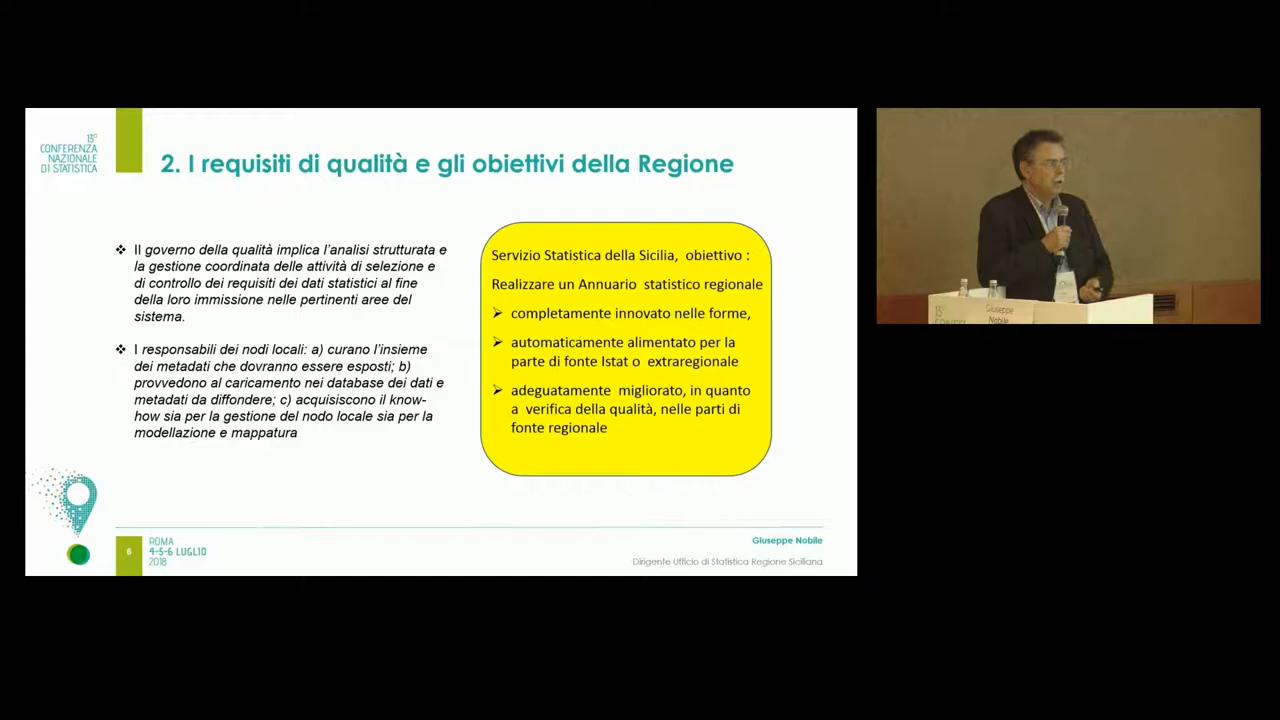 13°
CONFERENZA
NAZIONALE
DI STATISTICA
2. I requisiti di qualità e gli obiettivi della Regione
❖ Il governo della qualità implica l'analisi strutturata e
la gestione coordinata delle attività di selezione e
di controllo dei requisiti dei dati statistici al fine
della loro immissione nelle pertinenti aree del
sistema.
❖ I responsabili dei nodi locali: a) curano l'insieme
dei metadati che dovranno essere esposti; b)
provvedono al caricamento nei database dei dati e
metadati da diffondere; c) acquisiscono il know-
how sia per la gestione del nodo locale sia per la
modellazione e mappatura
Servizio Statistica della Sicilia, obiettivo :
Realizzare un Annuario statistico regionale
➢ completamente innovato nelle forme,
➢ automaticamente alimentato per la
parte di fonte Istat o extraregionale
➢ adeguatamente migliorato, in quanto
a verifica della qualità, nelle parti di
fonte regionale
6
ROMA
4-5-6 LUGLIO
2018
Giuseppe Nobile
Dirigente Ufficio di Statistica Regione Siciliana
13°
Giuseppe
Nobile